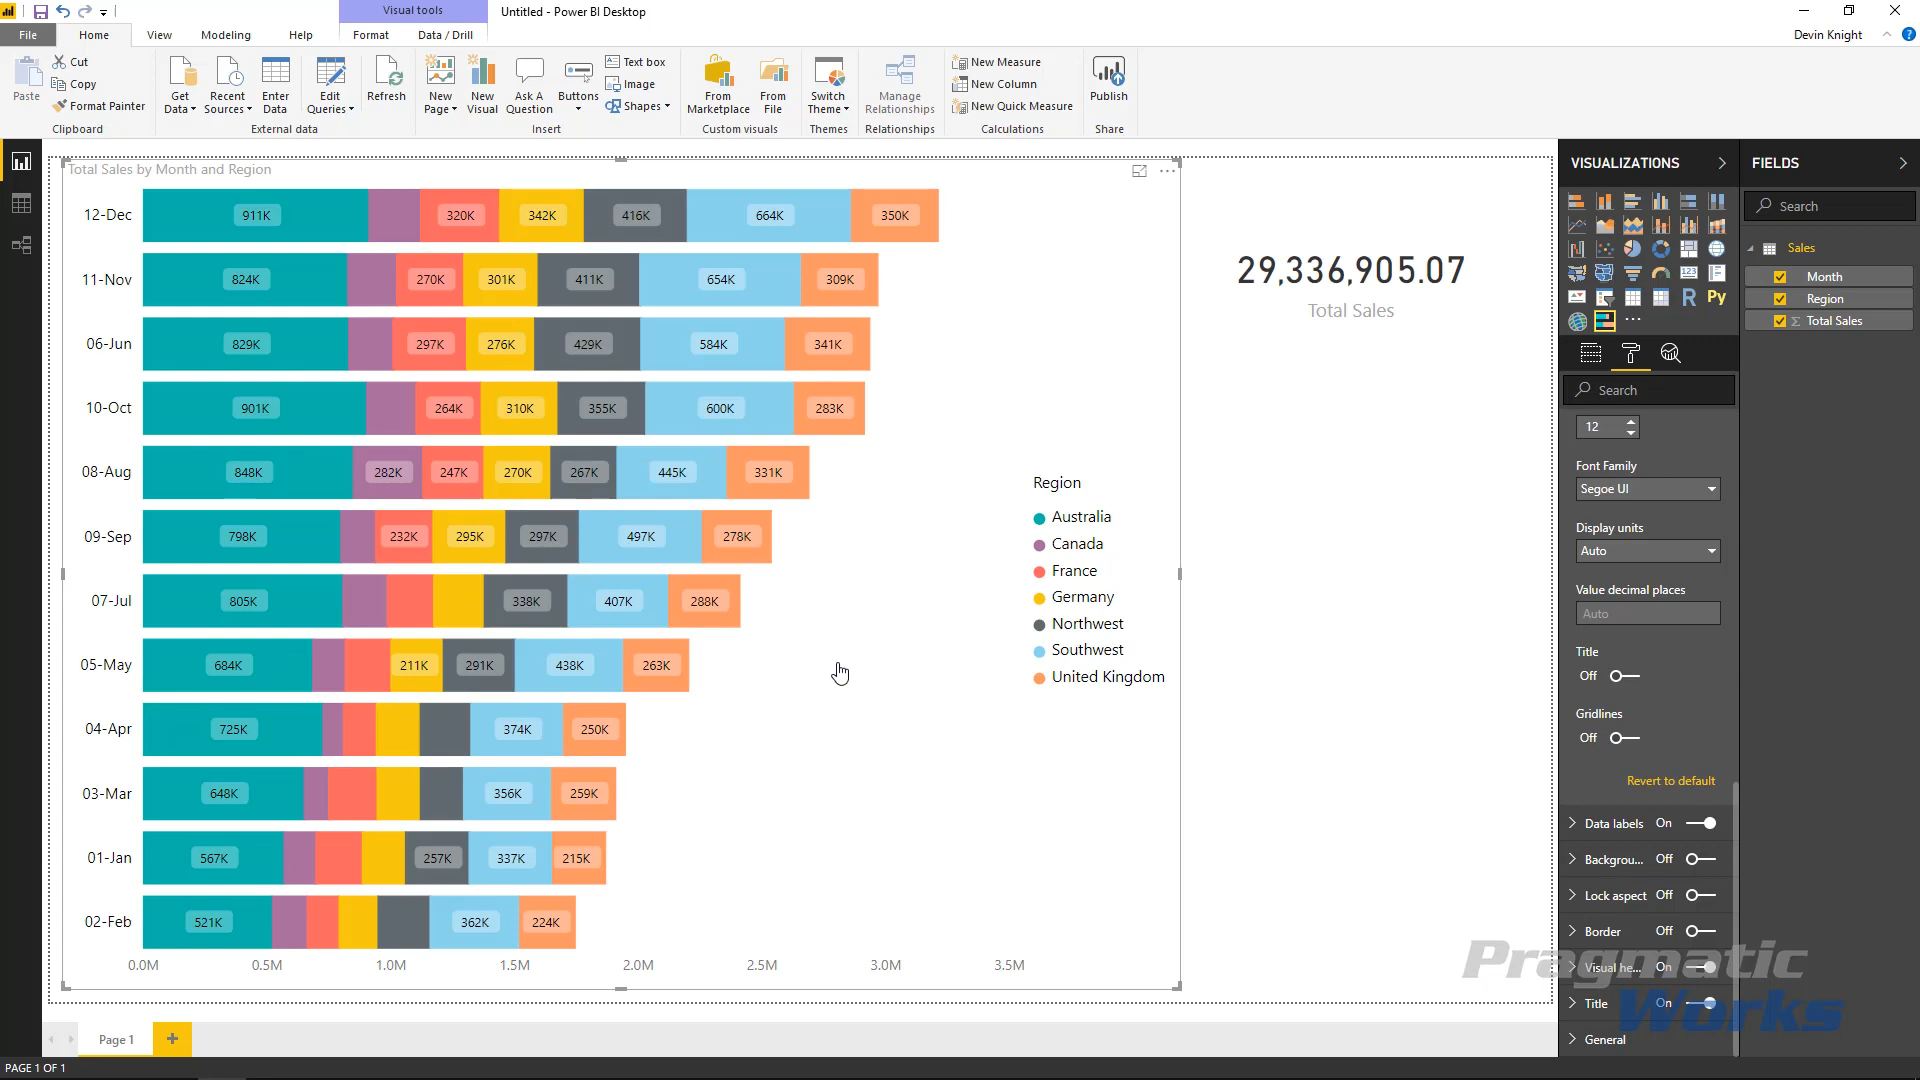 Visual tools
Untitled - Power BI Desktop
File Home View Modeling Help Format Data / Drill
Devin Knight
Paste
Cut
Copy
Format Painter
Clipboard
Get Data
Recent Sources
Enter Data
External data
Edit Queries
Refresh
New Page
New Visual
Ask A Question
Buttons
Text box
Image
Shapes
Insert
From Marketplace
From File
Custom visuals
Switch Theme
Themes
Manage Relationships
Relationships
New Measure
New Column
New Quick Measure
Calculations
Publish
Share
Total Sales by Month and Region
12-Dec 911K 320K 342K 416K 664K 350K
11-Nov 824K 270K 301K 411K 654K 309K
06-Jun 829K 297K 276K 429K 584K 341K
10-Oct 901K 264K 310K 355K 600K 283K
08-Aug 848K 282K 247K 270K 267K 445K 331K
09-Sep 798K 232K 295K 297K 497K 278K
07-Jul 805K 338K 407K 288K
05-May 684K 211K 291K 438K 263K
04-Apr 725K 374K 250K
03-Mar 648K 356K 259K
01-Jan 567K 257K 337K 215K
02-Feb 521K 362K 224K
0.0M 0.5M 1.0M 1.5M 2.0M 2.5M 3.0M 3.5M
Region
Australia
Canada
France
Germany
Northwest
Southwest
United Kingdom
29,336,905.07
Total Sales
VISUALIZATIONS
123
R Py
Search
12
Font Family
Segoe UI
Display units
Auto
Value decimal places
Auto
Title
Off
Gridlines
Off
Revert to default
Data labels On
Backgrou... Off
Lock aspect Off
Border Off
Visual he... On
Title On
General
FIELDS
Search
Sales
Month
Region
Σ Total Sales
Pragmatic
Works
Page 1
PAGE 1 OF 1